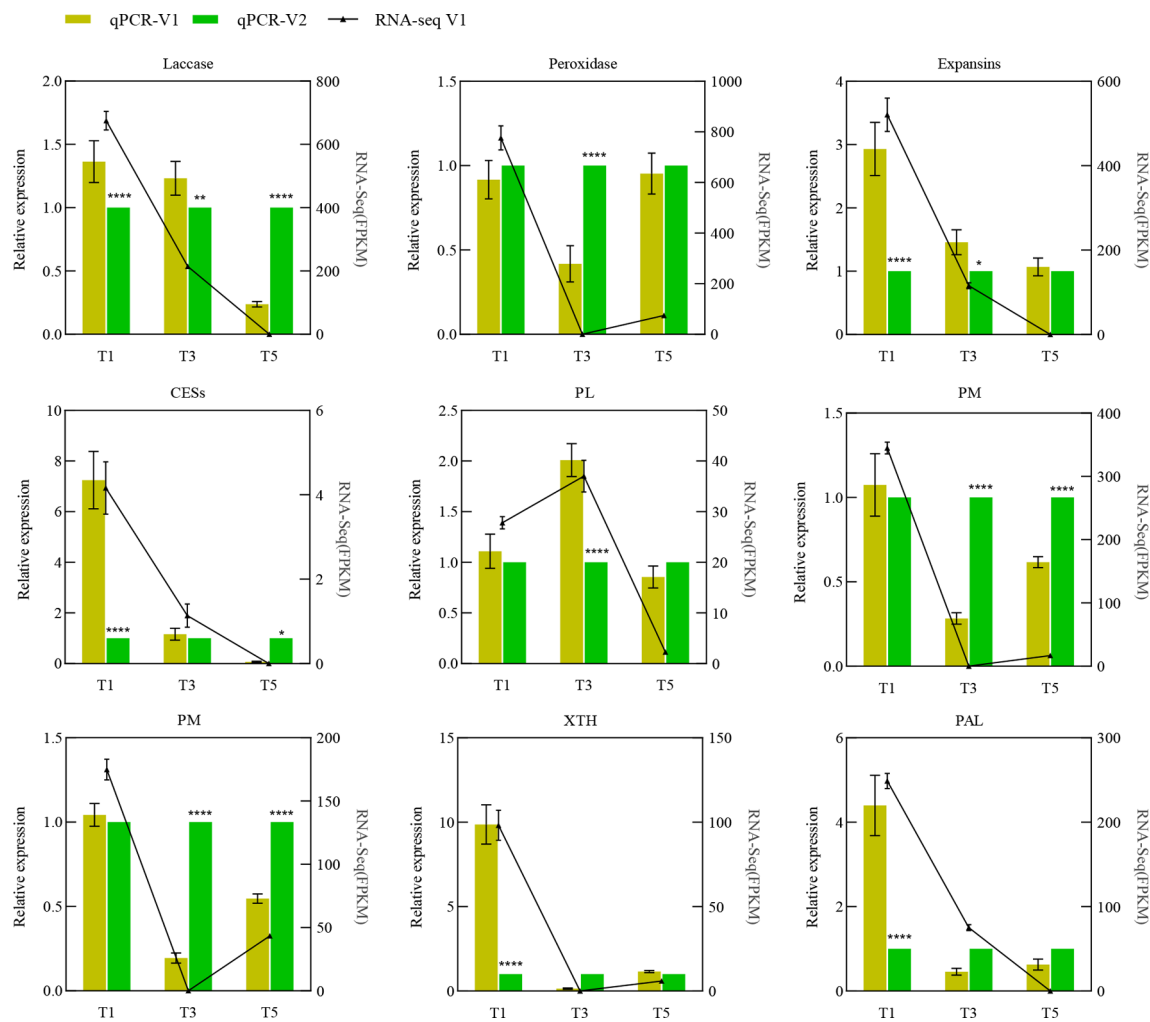 qPCR-V1 qPCR-V2 RNA-seq V1
Laccase
Relative expression
2.0
1.5
1.0
0.5
0.0
800
600
400
200
0
RNA-Seq(FPKM)
**** ** ****
T1 T3 T5
Peroxidase
1.5
1.0
0.5
0.0
Relative expression
1000
800
600
400
200
0
RNA-Seq(FPKM)
****
T1 T3 T5
Expansins
Relative expression
4
3
2
1
0
600
400
200
0
RNA-Seq(FPKM)
**** *
T1 T3 T5
CESs
Relative expression
10
8
6
4
2
0
6
4
2
0
RNA-Seq(FPKM)
**** *
T1 T3 T5
PL
Relative expression
2.5
2.0
1.5
1.0
0.5
0.0
50
40
30
20
10
0
RNA-Seq(FPKM)
****
T1 T3 T5
PM
Relative expression
1.5
1.0
0.5
0.0
400
300
200
100
0
RNA-Seq(FPKM)
**** ****
T1 T3 T5
PM
Relative expression
1.5
1.0
0.5
0.0
200
150
100
50
0
RNA-Seq(FPKM)
**** ****
T1 T3 T5
XTH
Relative expression
15
10
5
0
150
100
50
0
RNA-Seq(FPKM)
****
T1 T3 T5
PAL
Relative expression
6
4
2
0
300
200
100
0
RNA-Seq(FPKM)
****
T1 T3 T5